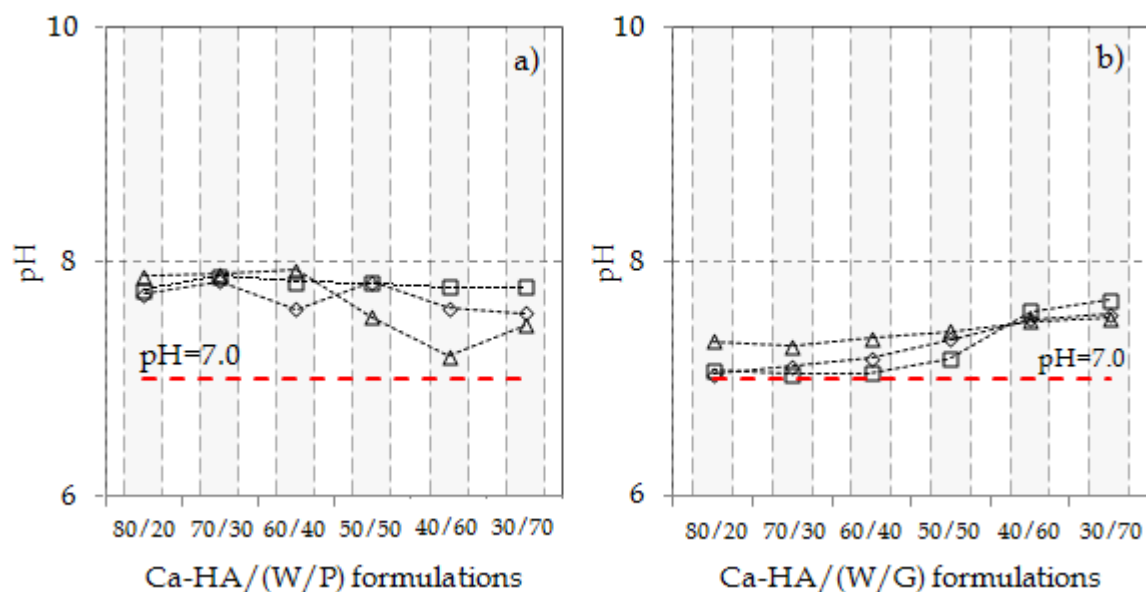 a)
10
8
6
pH
pH=7.0
80/20 70/30 60/40 50/50 40/60 30/70
Ca-HA/(W/P) formulations
b)
10
8
6
pH
pH=7.0
80/20 70/30 60/40 50/50 40/60 30/70
Ca-HA/(W/G) formulations